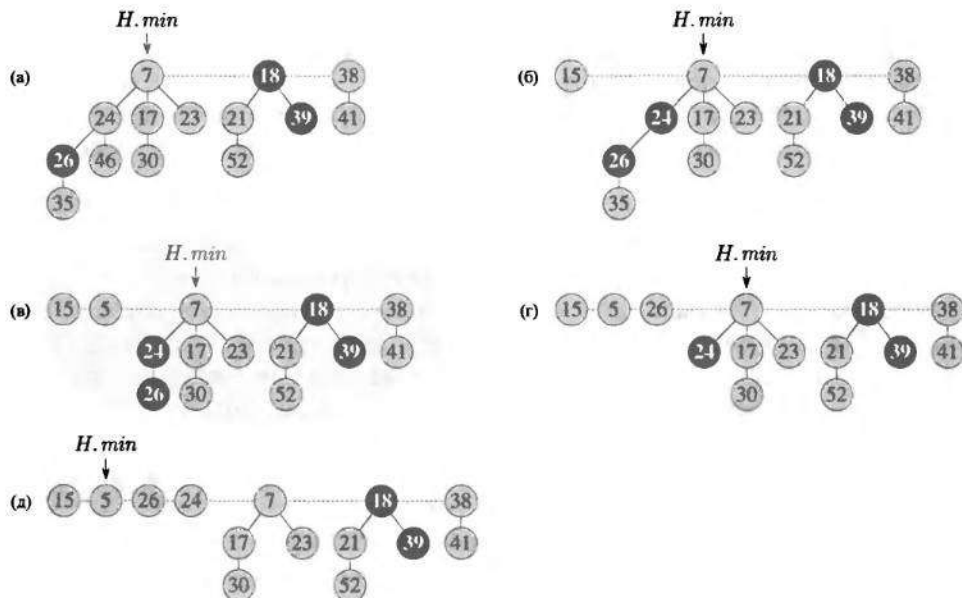 H.min H.min
(а) 7 18 38 (б) 15 7 18 38
24 17 23 21 39 41 24 17 23 21 39 41
26 46 30 52 26 30 52
35 35
H.min H.min
(в) 15 5 7 18 38 (г) 15 5 26 7 18 38
24 17 23 21 39 41 24 17 23 21 39 41
26 30 52 30 52
H.min
(д) 15 5 26 24 7 18 38
17 23 21 39 41
30 52